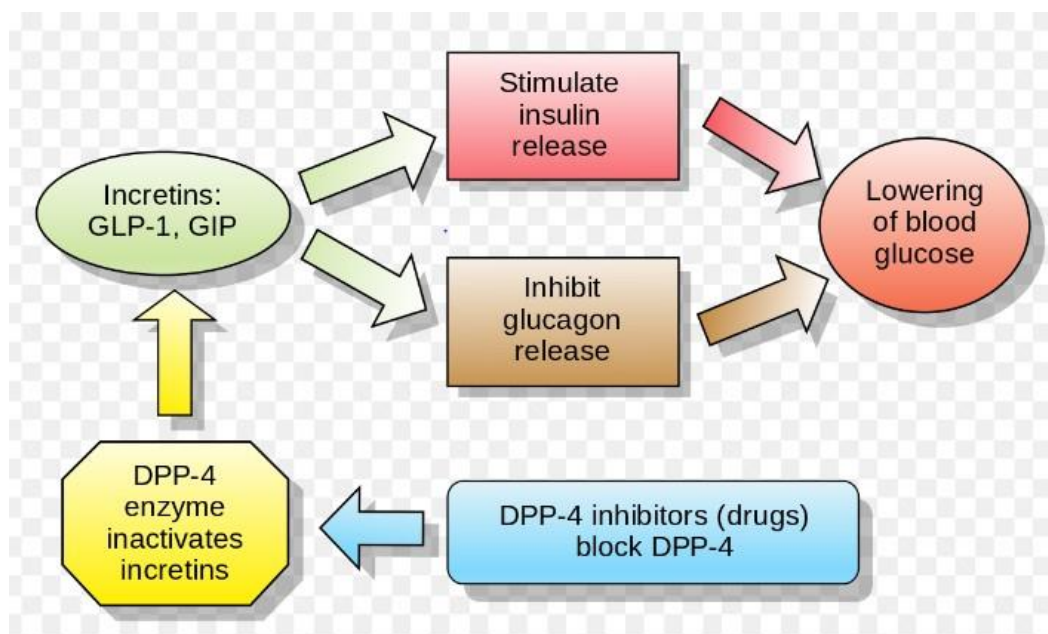 Incretins:
GLP-1, GIP
Stimulate
insulin
release
Inhibit
glucagon
release
Lowering
of blood
glucose
DPP-4
enzyme
inactivates
incretins
DPP-4 inhibitors (drugs)
block DPP-4